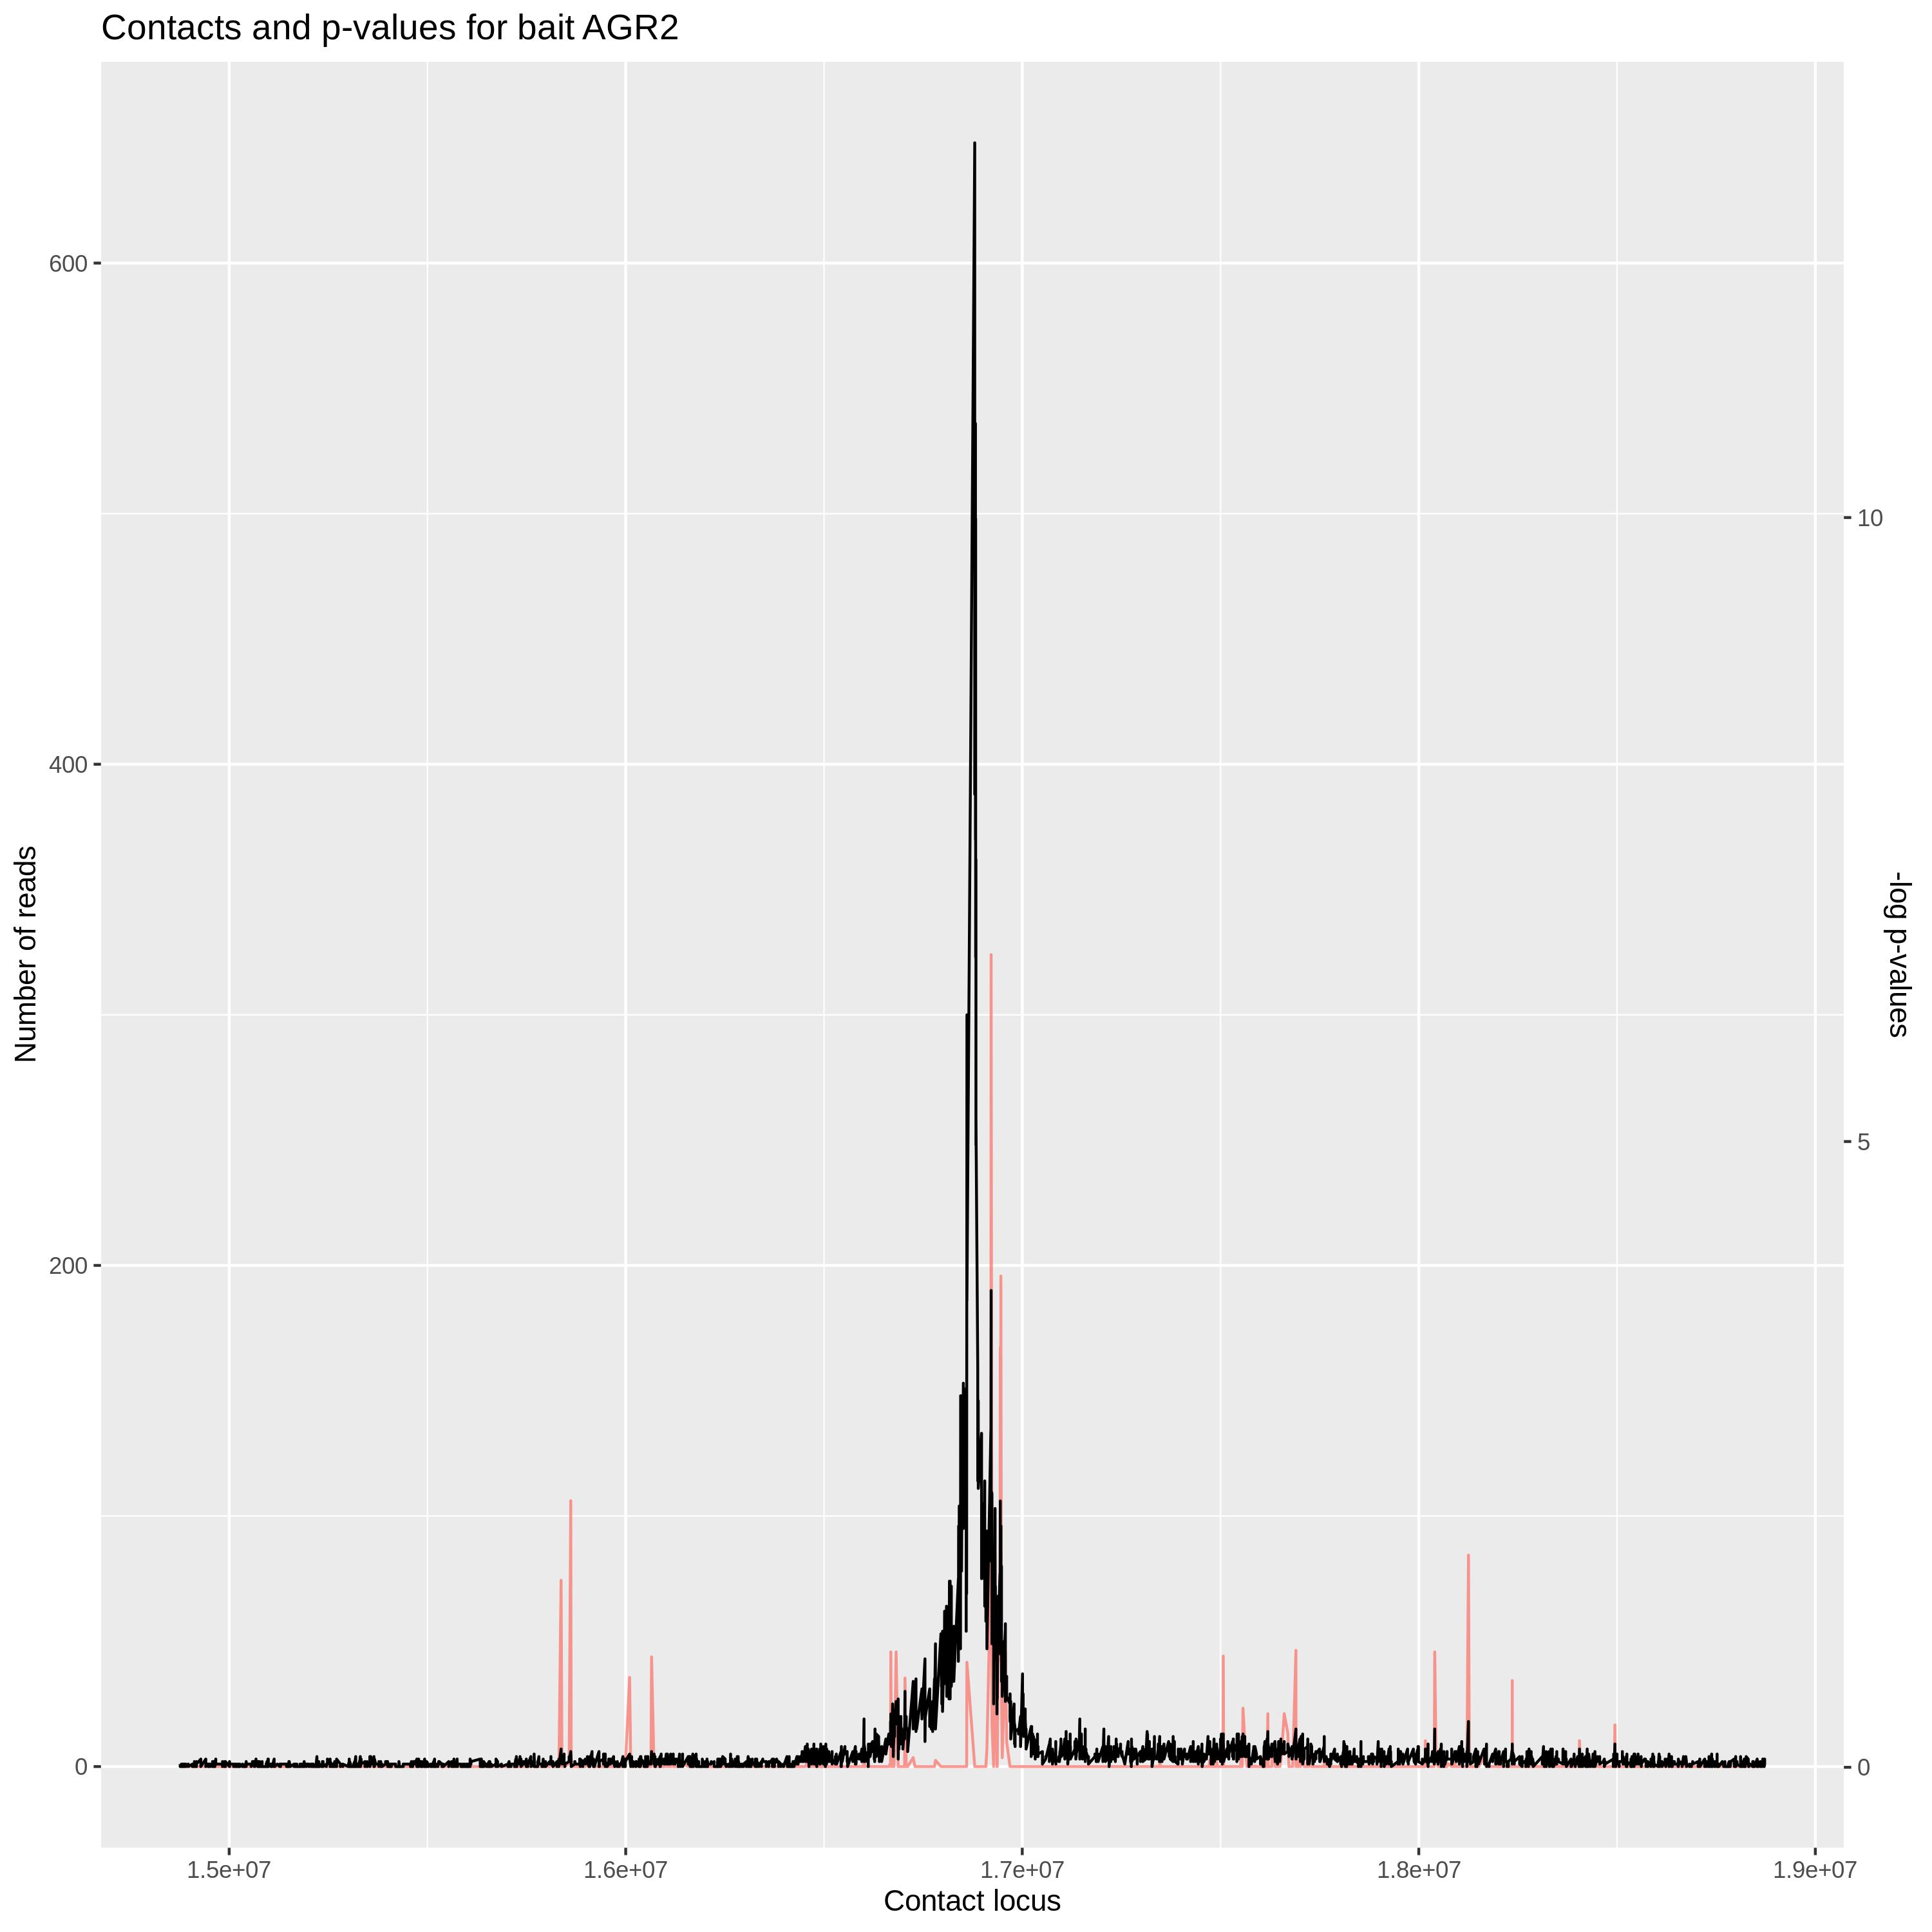 Contacts and p-values for bait AGR2
600
400
200
0
Number of reads
10
5
0
-log p-values
1.5e+07
1.6e+07
1.7e+07
1.8e+07
1.9e+07
Contact locus